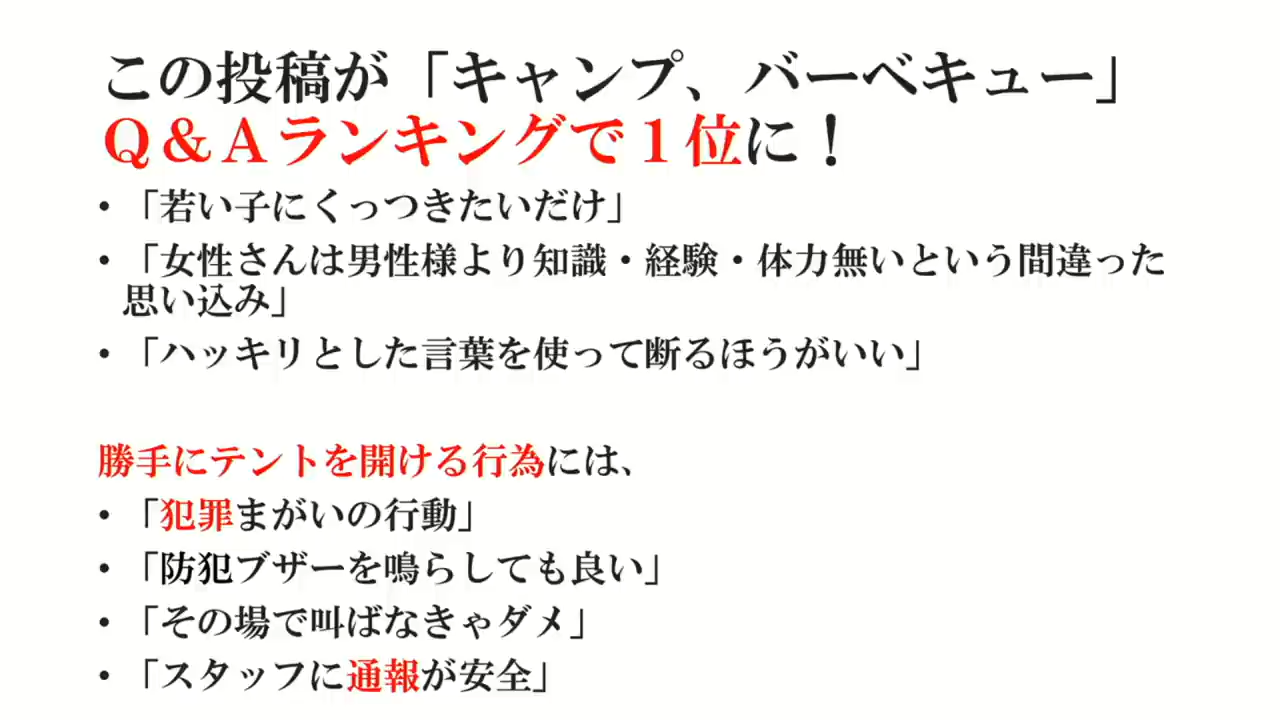 この投稿が「キャンプ、バーベキュー」
Ｑ＆Ａランキングで１位に！
・「若い子にくっつきたいだけ」
・「女性さんは男性様より知識・経験・体力無いという間違った
思い込み」
・「ハッキリとした言葉を使って断るほうがいい」
勝手にテントを開ける行為には、
・「犯罪まがいの行動」
・「防犯ブザーを鳴らしても良い」
・「その場で叫ばなきゃダメ」
・「スタッフに通報が安全」